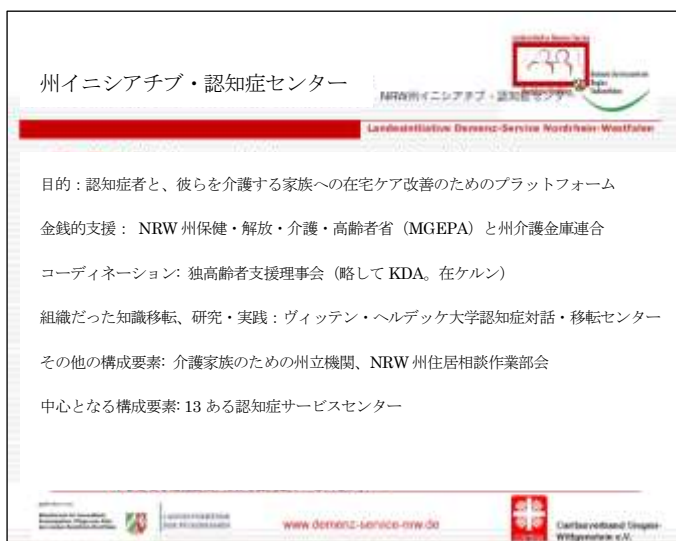 州イニシアチブ・認知症センター
NRW州イニシアチブ・認知症センター
Landesinitiative Demenz-Service Nordrhein-Westfalen
目的：認知症者と、彼らを介護する家族への在宅ケア改善のためのプラットフォーム
金銭的支援： NRW 州保健・解放・介護・高齢者省（MGEPA）と州介護金庫連合
コーディネーション: 独高齢者支援理事会（略して KDA。在ケルン）
組織だった知識移転、研究・実践：ヴィッテン・ヘルデッケ大学認知症対話・移転センター
その他の構成要素: 介護家族のための州立機関、NRW 州住居相談作業部会
中心となる構成要素: 13 ある認知症サービスセンター
www.demenz-service-nrw.de
Caritasverband Siegen-
Wittgenstein e.V.